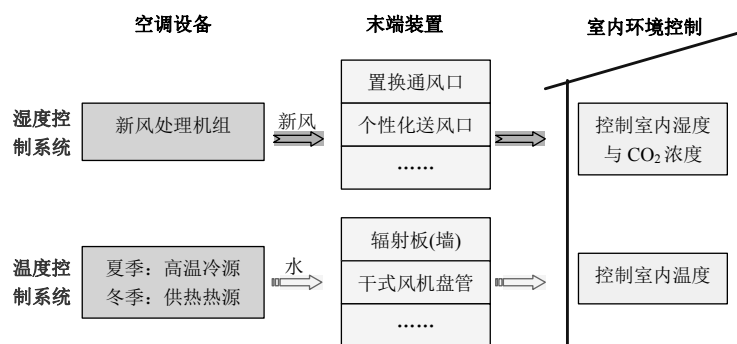 空调设备
末端装置
室内环境控制
湿度控
制系统
新风处理机组
新风
置换通风口
个性化送风口
……
控制室内湿度
与 CO₂ 浓度
温度控
制系统
夏季：高温冷源
冬季：供热热源
水
辐射板(墙)
干式风机盘管
……
控制室内温度